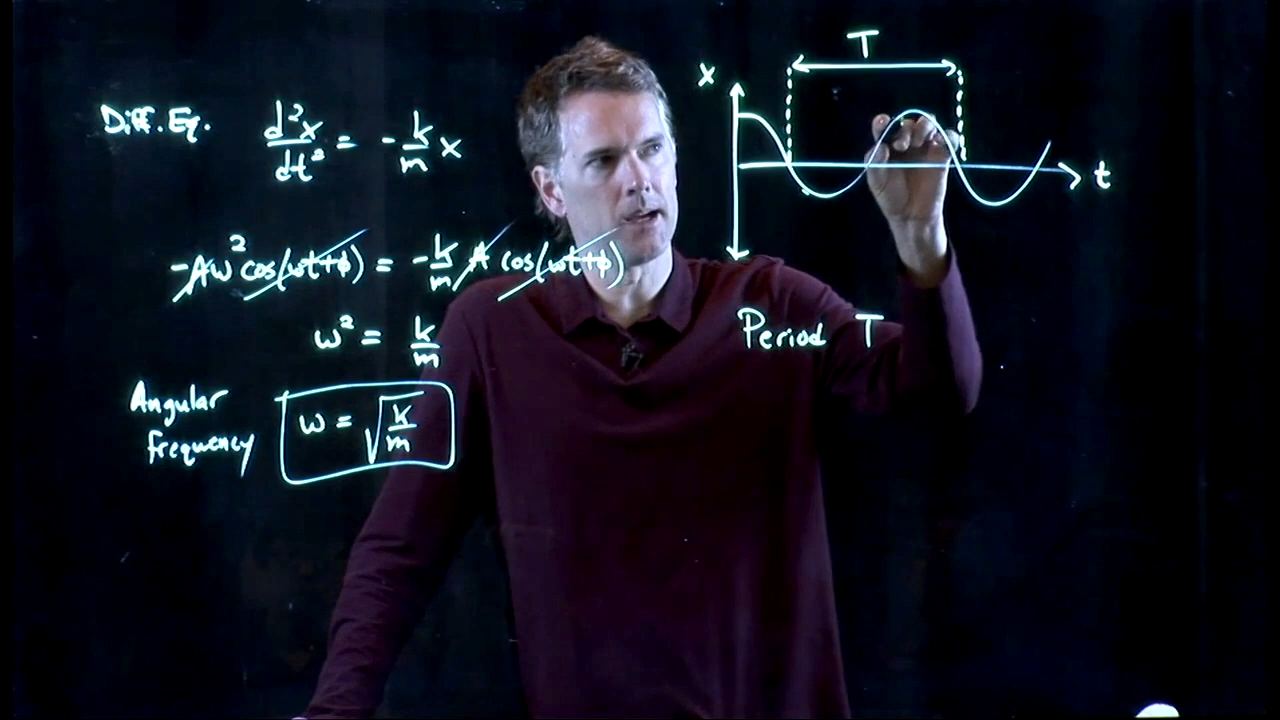 Diff. Eq. d²x/dt² = -k/m x
-Aω² cos(ωt+φ) = -k/m A cos(ωt+φ)
ω² = k/m
Angular
frequency
ω = √(k/m)
T
x
t
Period T